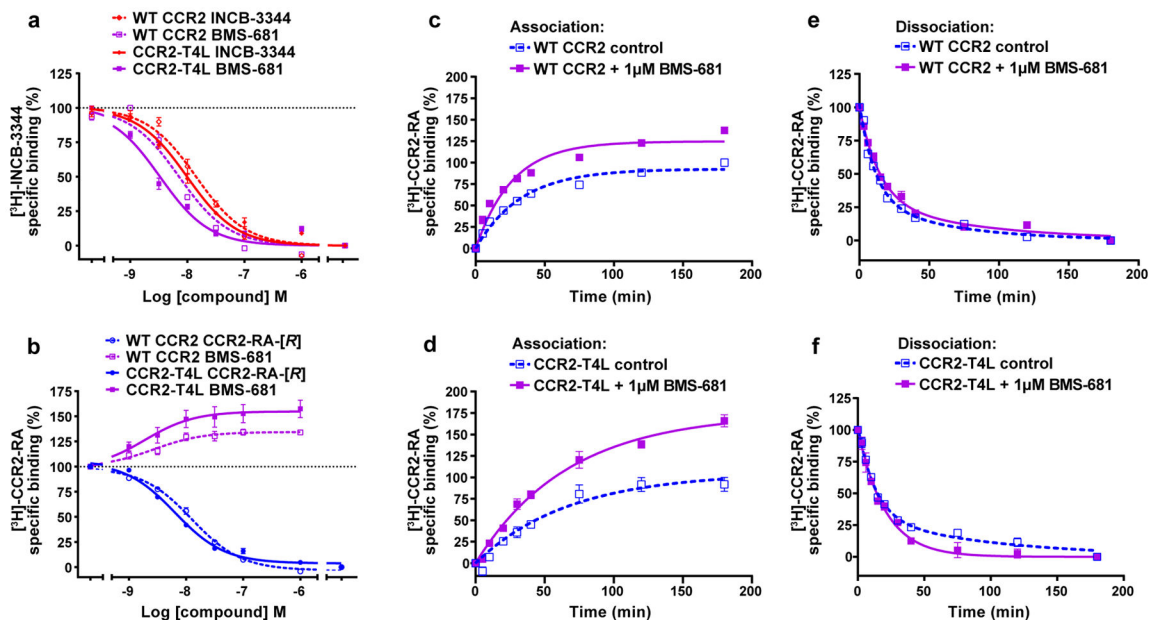 a
WT CCR2 INCB-3344
WT CCR2 BMS-681
CCR2-T4L INCB-3344
CCR2-T4L BMS-681
[³H]-INCB-3344
specific binding (%)
125
100
75
50
25
0
-9
-8
-7
-6
Log [compound] M
b
WT CCR2 CCR2-RA-[R]
WT CCR2 BMS-681
CCR2-T4L CCR2-RA-[R]
CCR2-T4L BMS-681
[³H]-CCR2-RA
specific binding (%)
175
150
125
100
75
50
25
0
-9
-8
-7
-6
Log [compound] M
c
Association:
WT CCR2 control
WT CCR2 + 1µM BMS-681
[³H]-CCR2-RA
specific binding (%)
200
175
150
125
100
75
50
25
0
0
50
100
150
200
Time (min)
d
Association:
CCR2-T4L control
CCR2-T4L + 1µM BMS-681
[³H]-CCR2-RA
specific binding (%)
200
175
150
125
100
75
50
25
0
0
50
100
150
200
Time (min)
e
Dissociation:
WT CCR2 control
WT CCR2 + 1µM BMS-681
[³H]-CCR2-RA
specific binding (%)
125
100
75
50
25
0
0
50
100
150
200
Time (min)
f
Dissociation:
CCR2-T4L control
CCR2-T4L + 1µM BMS-681
[³H]-CCR2-RA
specific binding (%)
125
100
75
50
25
0
0
50
100
150
200
Time (min)